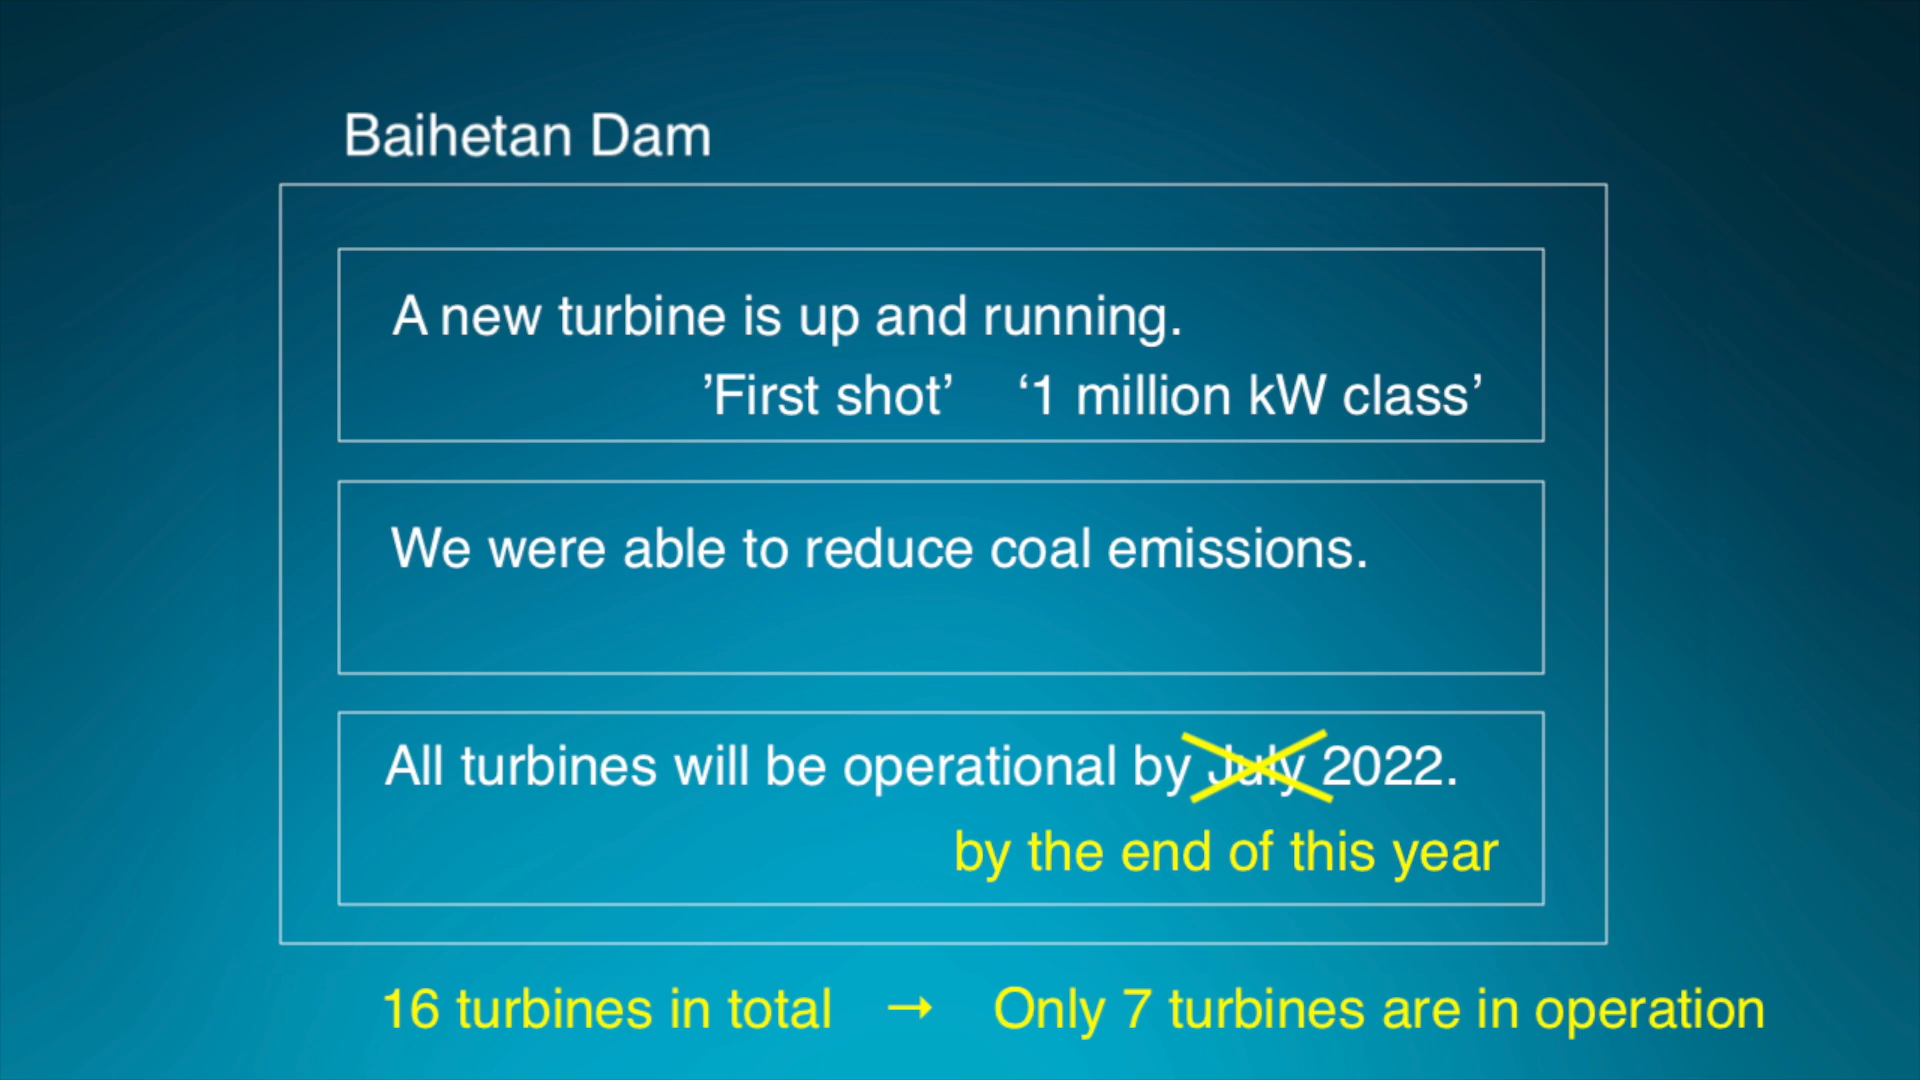 Baihetan Dam
A new turbine is up and running.
’First shot’ ‘1 million kW class’
We were able to reduce coal emissions.
All turbines will be operational by July 2022.
by the end of this year
16 turbines in total → Only 7 turbines are in operation